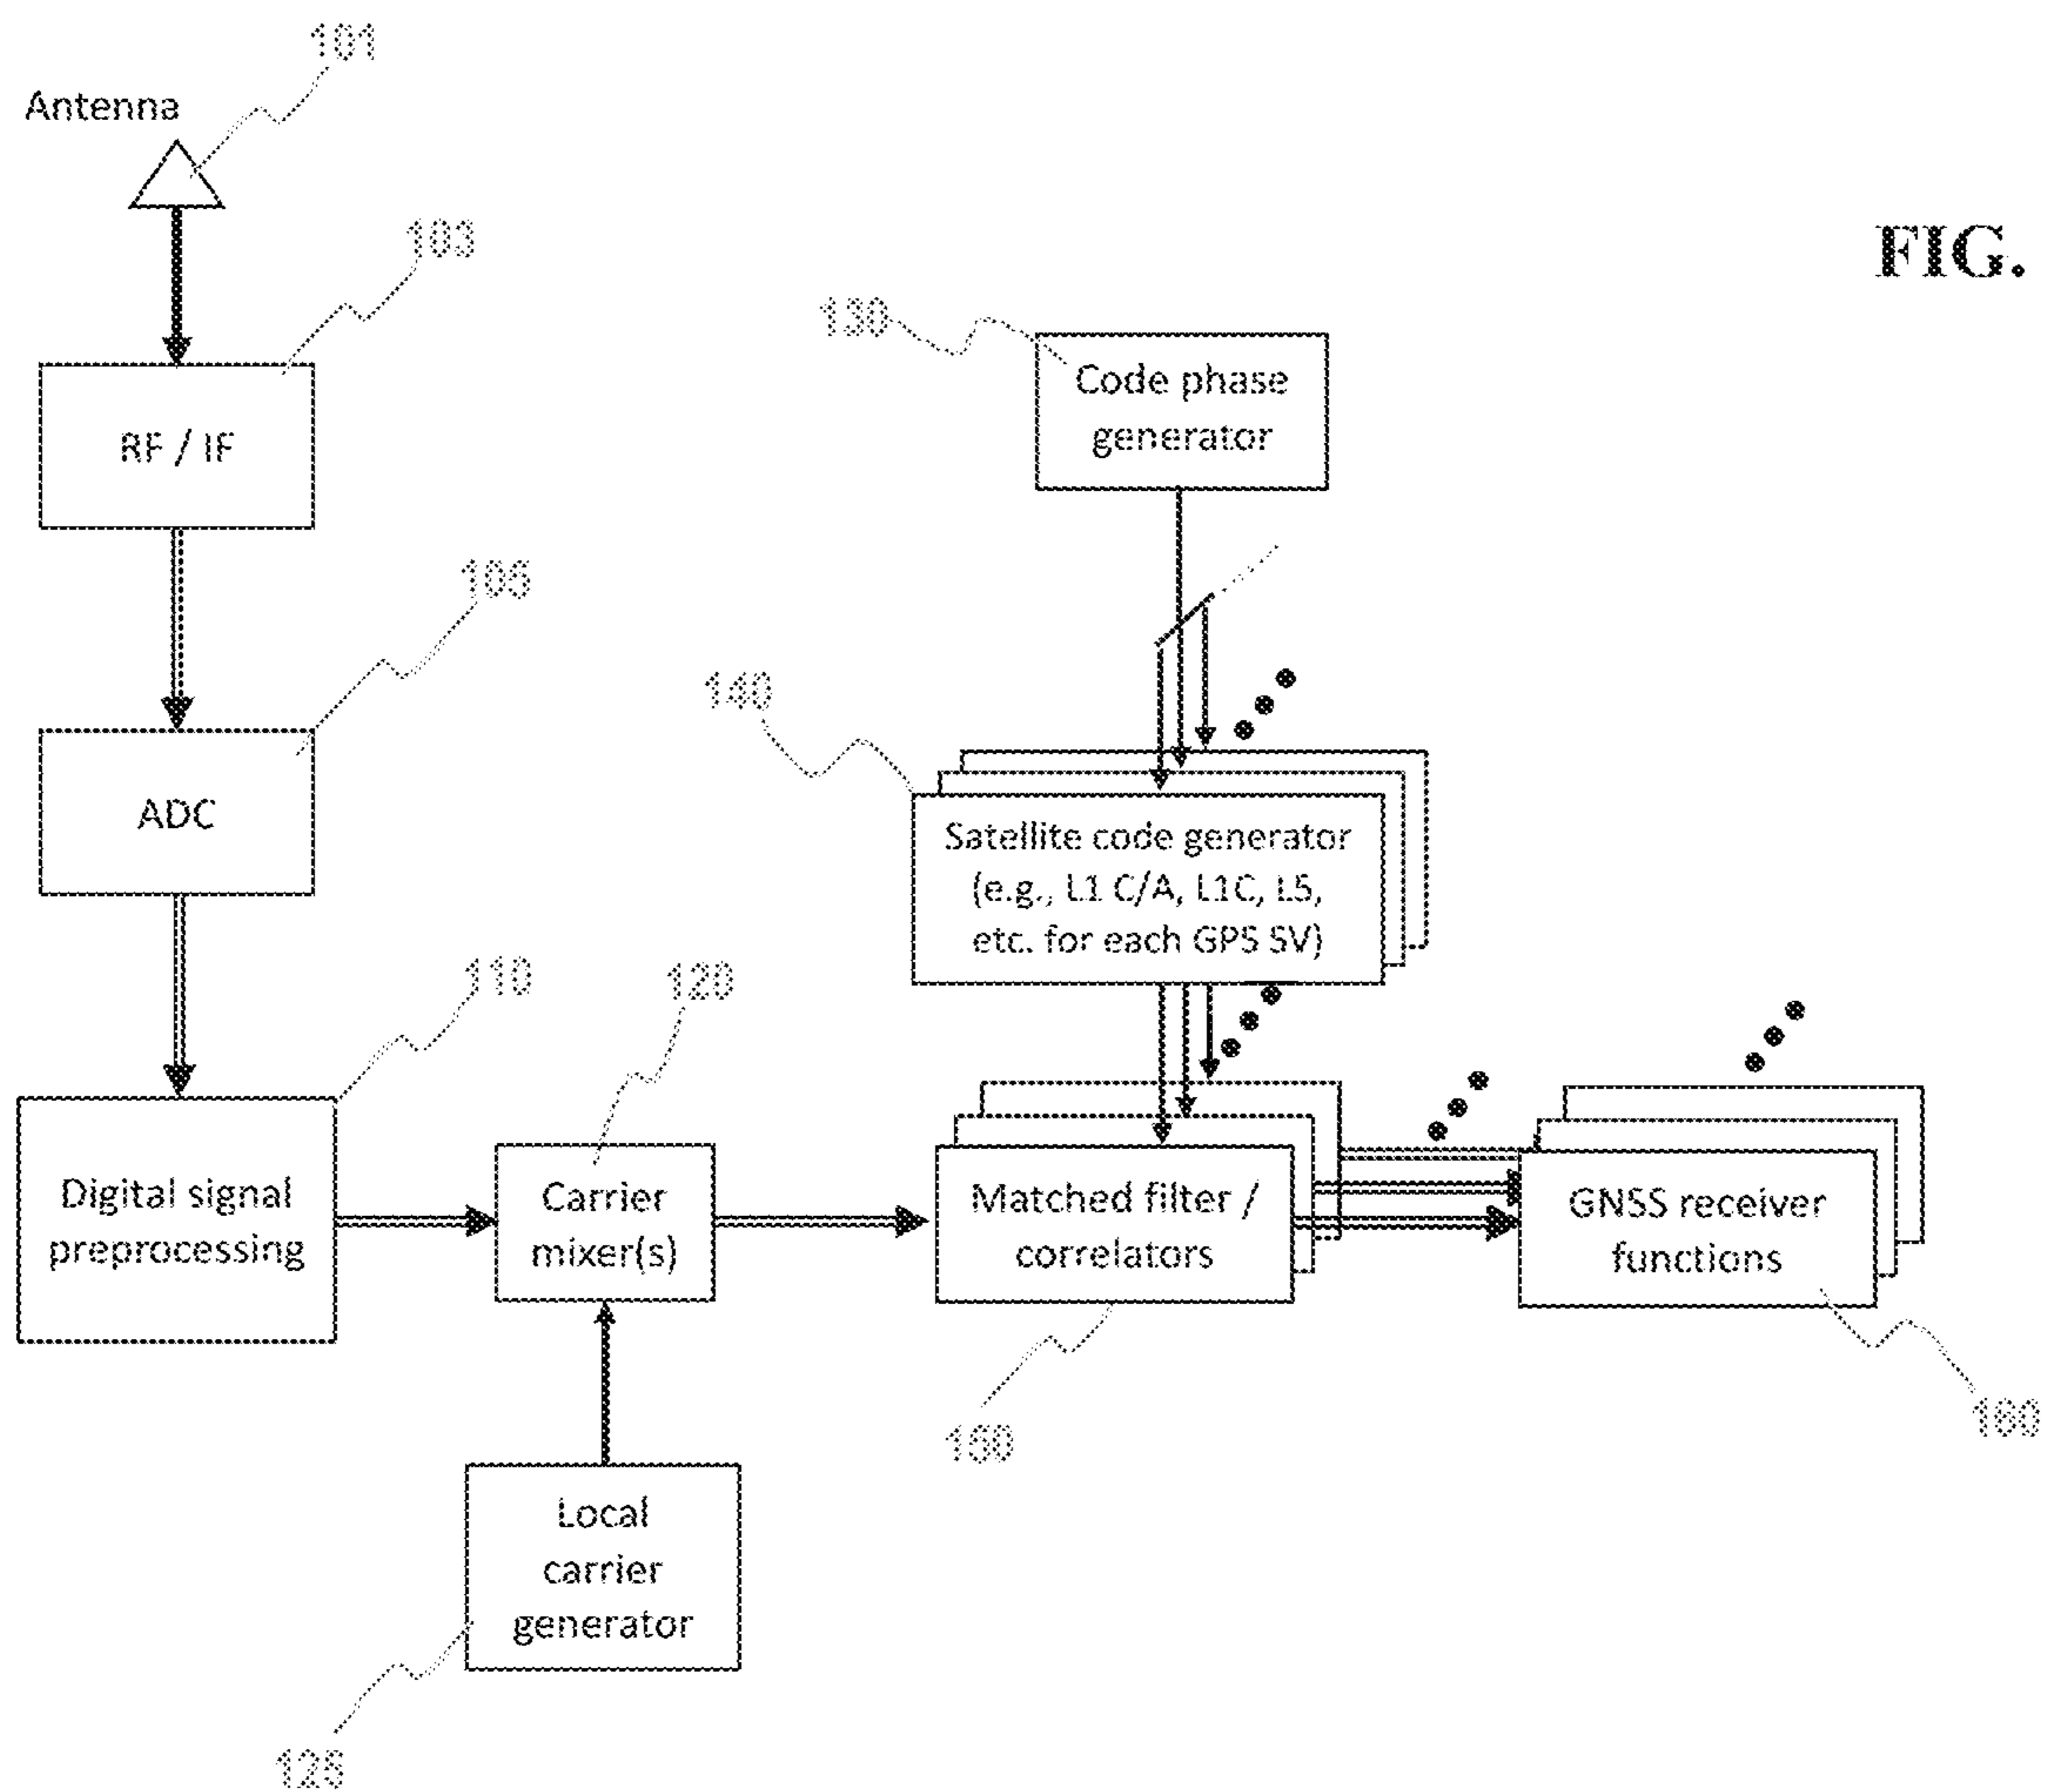 101
Antenna
103
FIG.
130
Code phase
generator
RF / IF
105
140
ADC
Satellite code generator
(e.g., L1 C/A, L1C, L5,
etc. for each GPS SV)
110
120
Digital signal
preprocessing
Carrier
mixer(s)
Matched filter /
correlators
GNSS receiver
functions
150
160
Local
carrier
generator
125